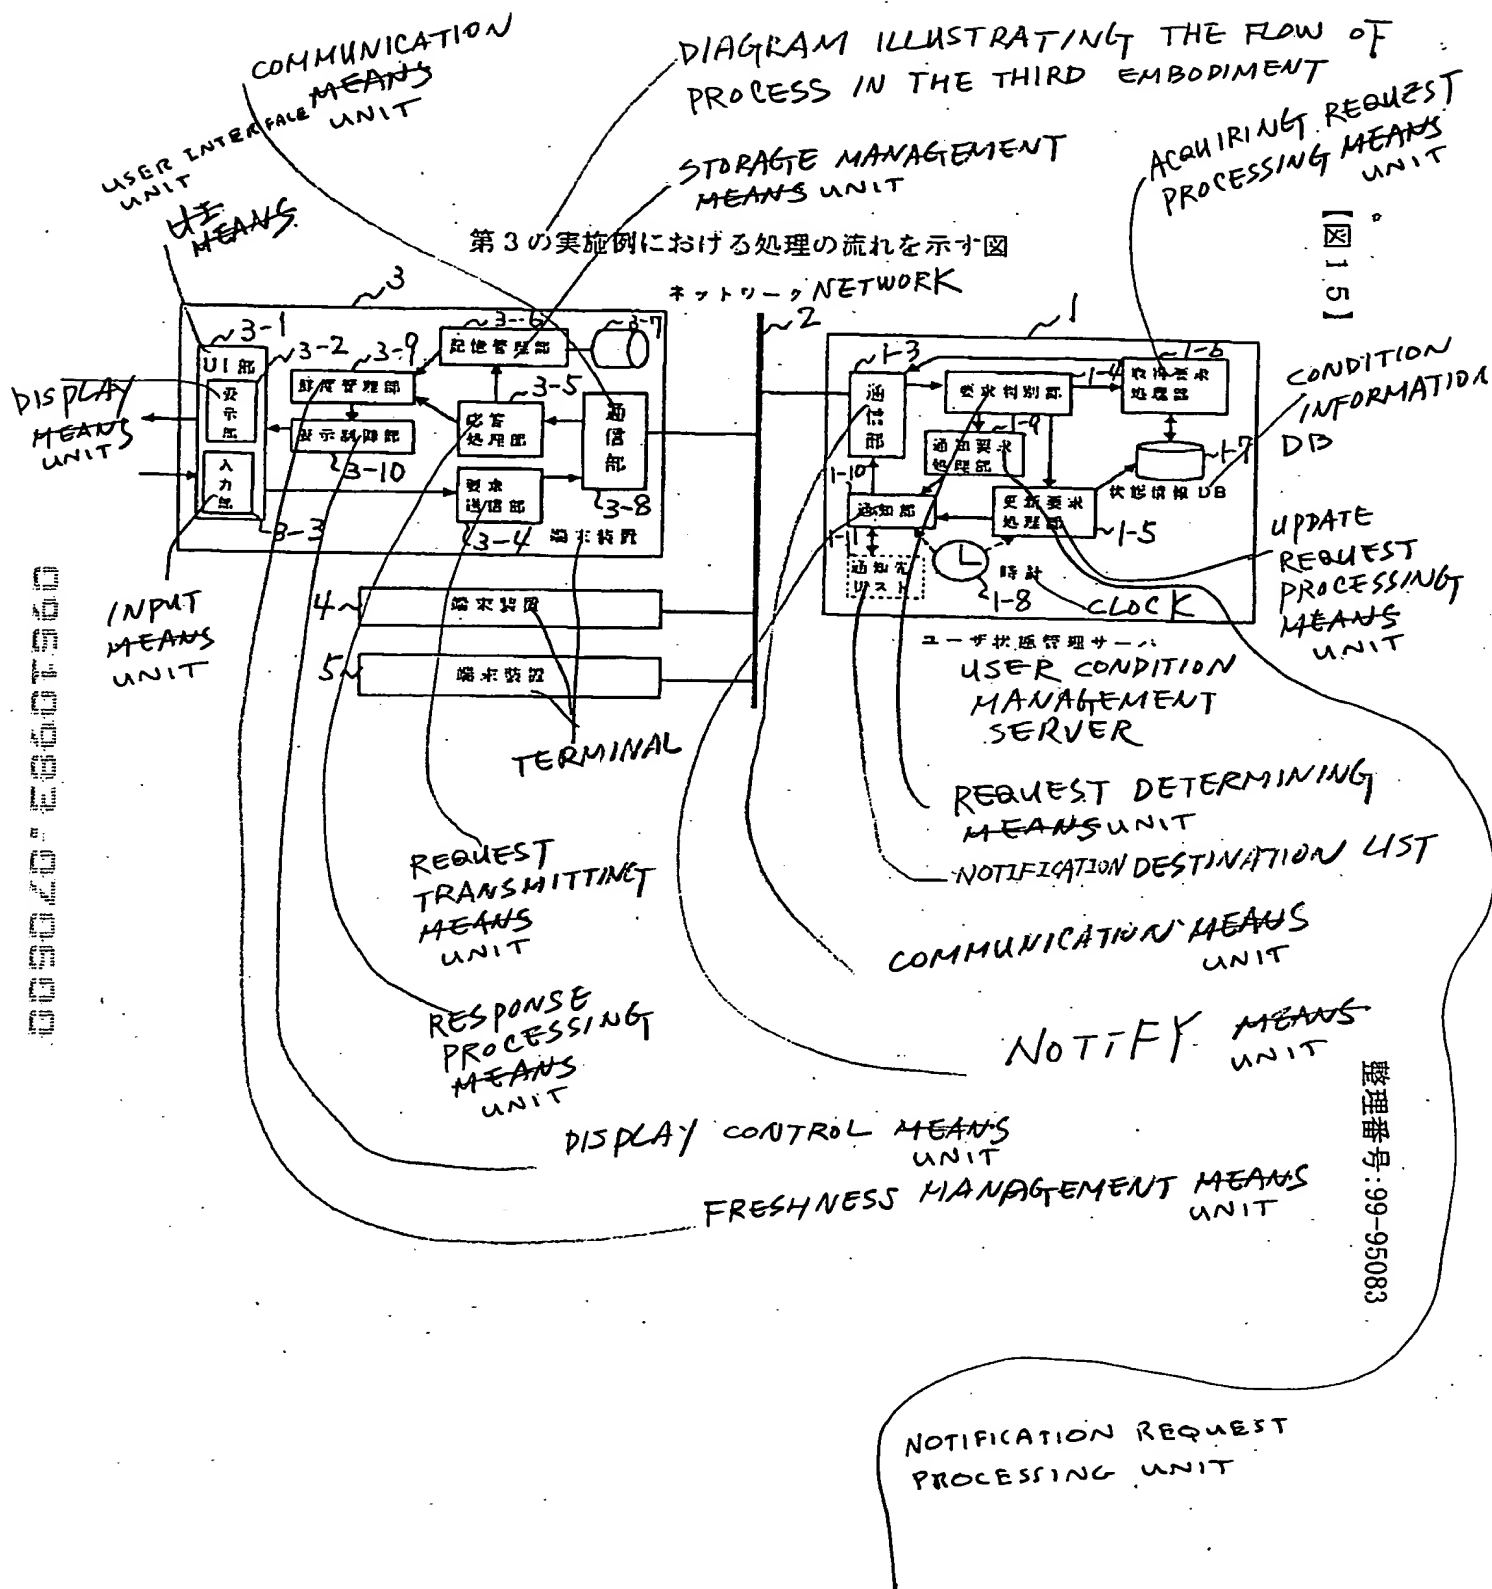 COMMUNICATION
MEANS
UNIT
USER INTERFACE
UNIT
UI
MEANS
DIAGRAM ILLUSTRATING THE FLOW OF
PROCESS IN THE THIRD EMBODIMENT
STORAGE MANAGEMENT
MEANS UNIT
ACQUIRING REQUEST
PROCESSING MEANS
UNIT
【図15】
第3の実施例における処理の流れを示す図
ネットワーク NETWORK
3
3-1
UI部
3-2
表示部
入力部
3-3
3-9
鮮度管理部
表示制御部
3-10
3-6
記憶管理部
3-7
3-5
応答
処理部
要求
送信部
3-4
通信部
3-8
端末装置
4
端末装置
5
端末装置
2
1
1-3
通信部
1-4
要求判別部
1-6
取得要求
処理部
1-9
通知要求
処理部
1-7
状態情報DB
1-10
通知部
更新要求
処理部
1-5
1-11
通知先
リスト
時計
1-8
CLOCK
ユーザ状態管理サーバ
USER CONDITION
MANAGEMENT
SERVER
DISPLAY
MEANS
UNIT
INPUT
MEANS
UNIT
CONDITION
INFORMATION
DB
UPDATE
REQUEST
PROCESSING
MEANS
UNIT
TERMINAL
REQUEST DETERMINING
MEANS UNIT
NOTIFICATION DESTINATION LIST
REQUEST
TRANSMITTING
MEANS
UNIT
COMMUNICATION MEANS
UNIT
RESPONSE
PROCESSING
MEANS
UNIT
NOTIFY MEANS
UNIT
DISPLAY CONTROL MEANS
UNIT
FRESHNESS MANAGEMENT MEANS
UNIT
整理番号:99-95083
NOTIFICATION REQUEST
PROCESSING UNIT